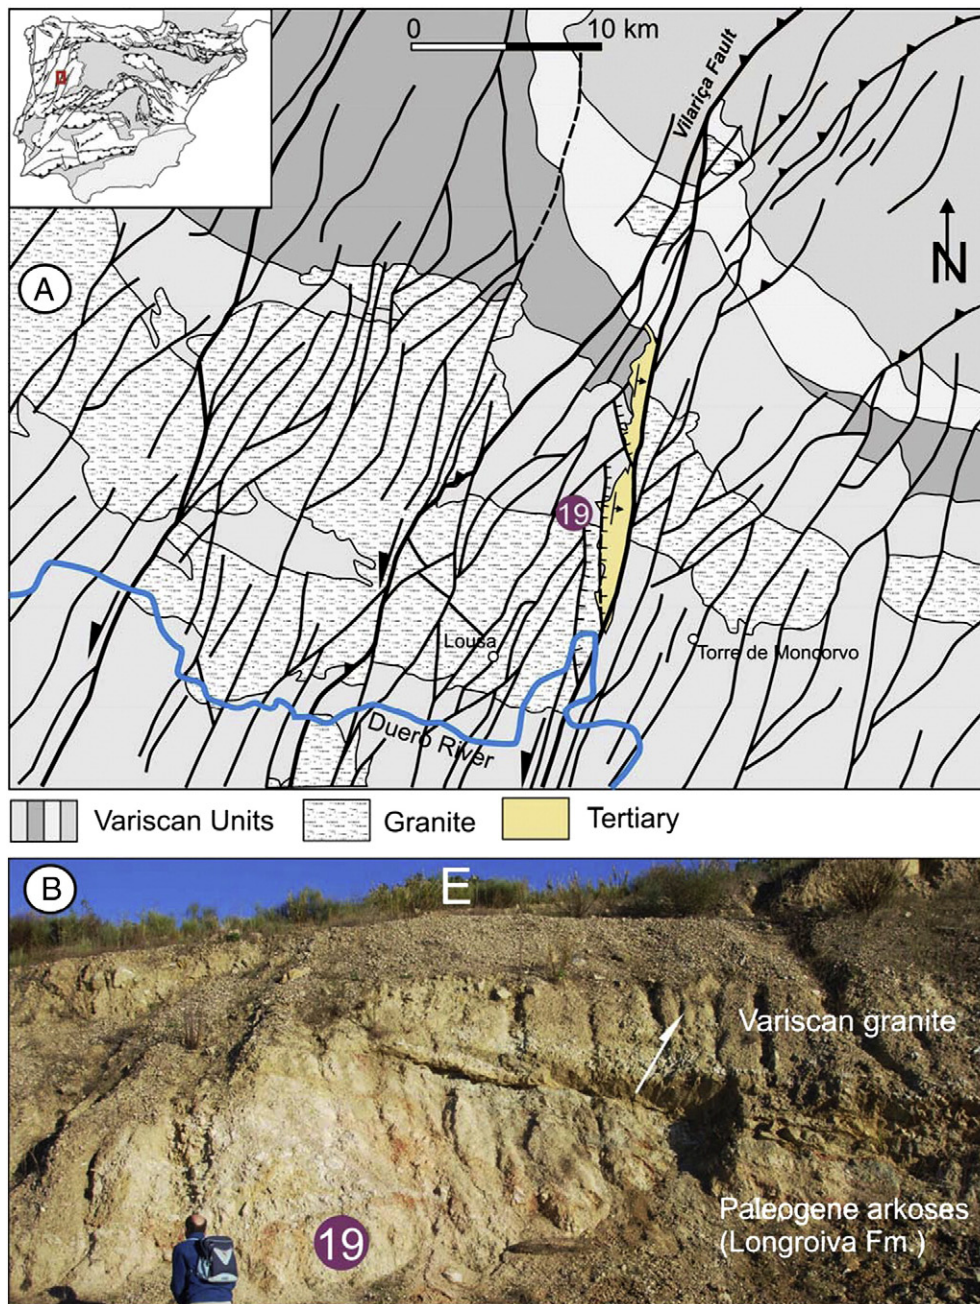 0
10 km
Vilariça Fault
N
A
19
Lousa
Torre de Moncorvo
Duero River
Variscan Units
Granite
Tertiary
B
E
Variscan granite
Paleogene arkoses
(Longroiva Fm.)
19